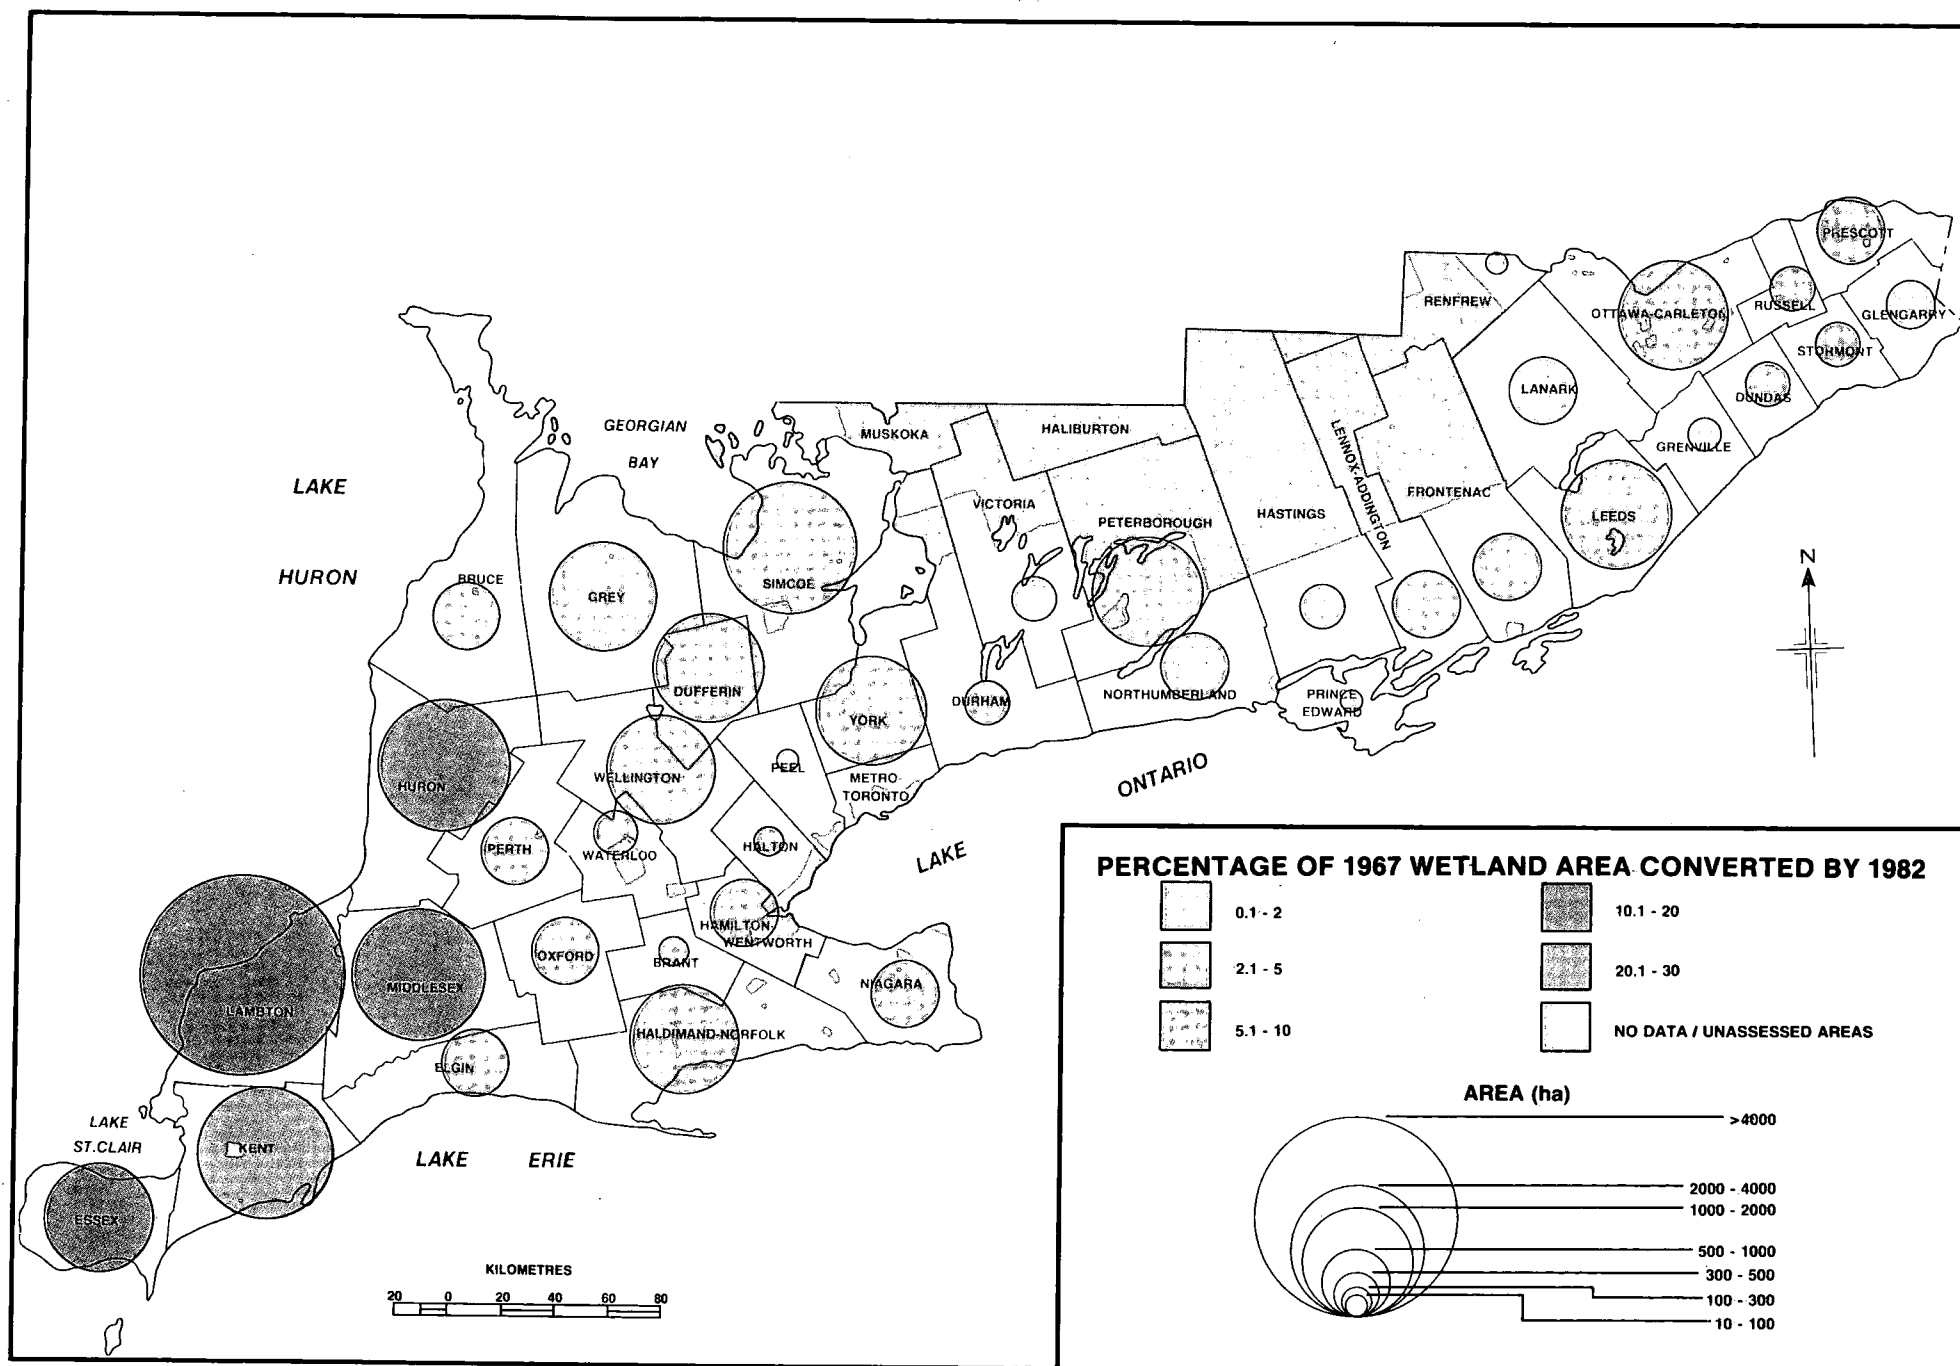 PRESCOTT
RENFREW
OTTAWA-CARLETON
RUSSELL
GLENGARRY
STORMONT
LANARK
DUNDAS
GRENVILLE
GEORGIAN
BAY
MUSKOKA
HALIBURTON
LENNOX-ADDINGTON
LAKE
HURON
VICTORIA
PETERBOROUGH
HASTINGS
FRONTENAC
LEEDS
N
BRUCE
GREY
SIMCOE
DUFFERIN
YORK
DURHAM
NORTHUMBERLAND
PRINCE
EDWARD
HURON
WELLINGTON
PEEL
METRO-
TORONTO
LAKE
ONTARIO
PERTH
WATERLOO
HALTON
HAMILTON-
WENTWORTH
OXFORD
BRANT
NIAGARA
LAMBTON
MIDDLESEX
HALDIMAND-NORFOLK
ELGIN
LAKE
ST.CLAIR
KENT
LAKE ERIE
ESSEX
KILOMETRES
20 0 20 40 60 80
PERCENTAGE OF 1967 WETLAND AREA CONVERTED BY 1982
0.1 - 2
2.1 - 5
5.1 - 10
10.1 - 20
20.1 - 30
NO DATA / UNASSESSED AREAS
AREA (ha)
>4000
2000 - 4000
1000 - 2000
500 - 1000
300 - 500
100 - 300
10 - 100